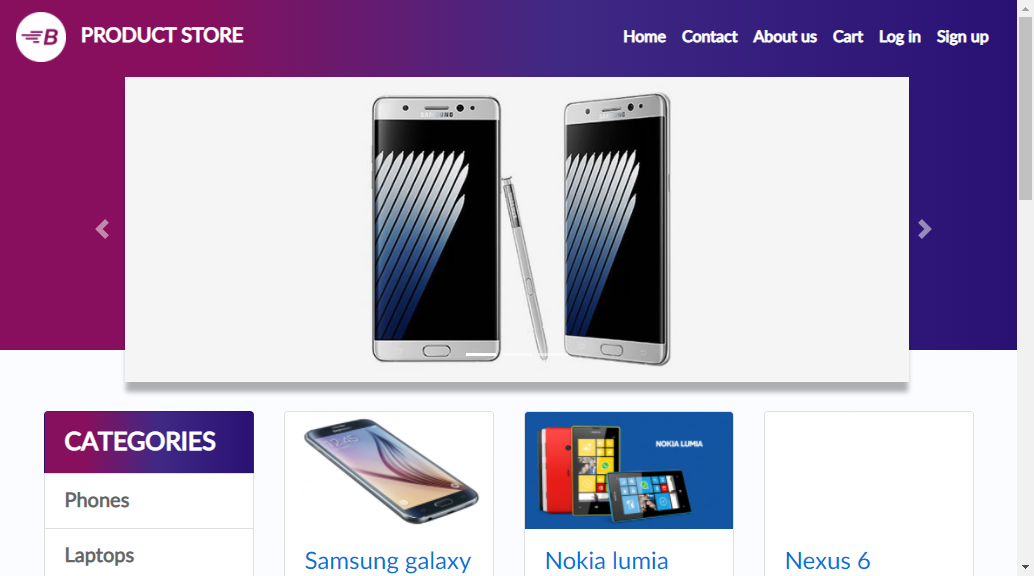 B
PRODUCT STORE
Home Contact About us Cart Log in Sign up
SAMSUNG
SAMSUNG
CATEGORIES
Phones
Laptops
NOKIA LUMIA
Samsung galaxy
Nokia lumia
Nexus 6